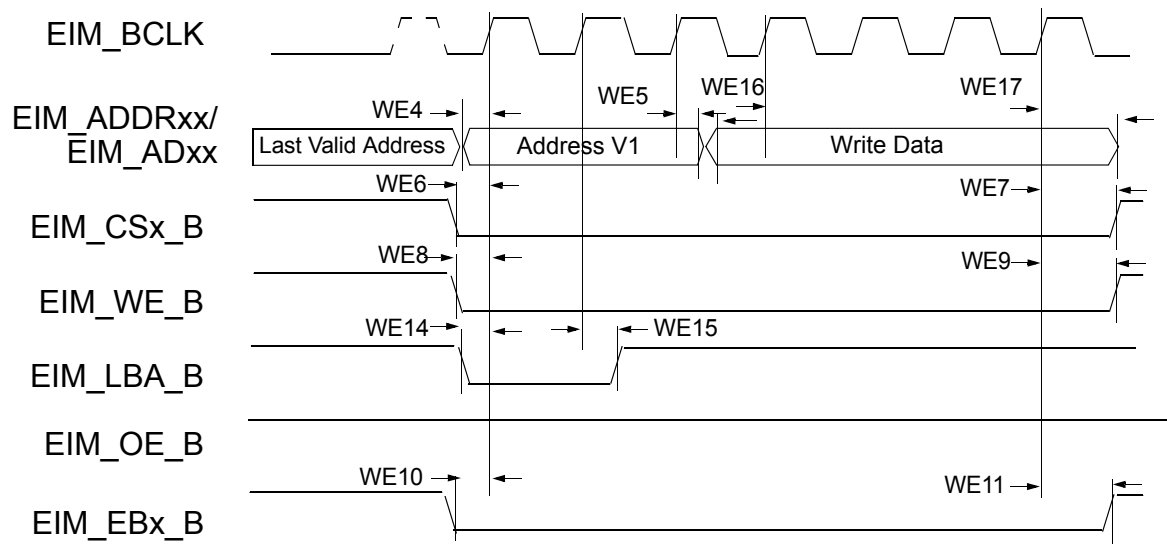 EIM_BCLK
WE4
WE5
WE16
WE17
EIM_ADDRxx/
EIM_ADxx
Last Valid Address
Address V1
Write Data
WE6
WE7
EIM_CSx_B
WE8
WE9
EIM_WE_B
WE14
WE15
EIM_LBA_B
EIM_OE_B
WE10
WE11
EIM_EBx_B